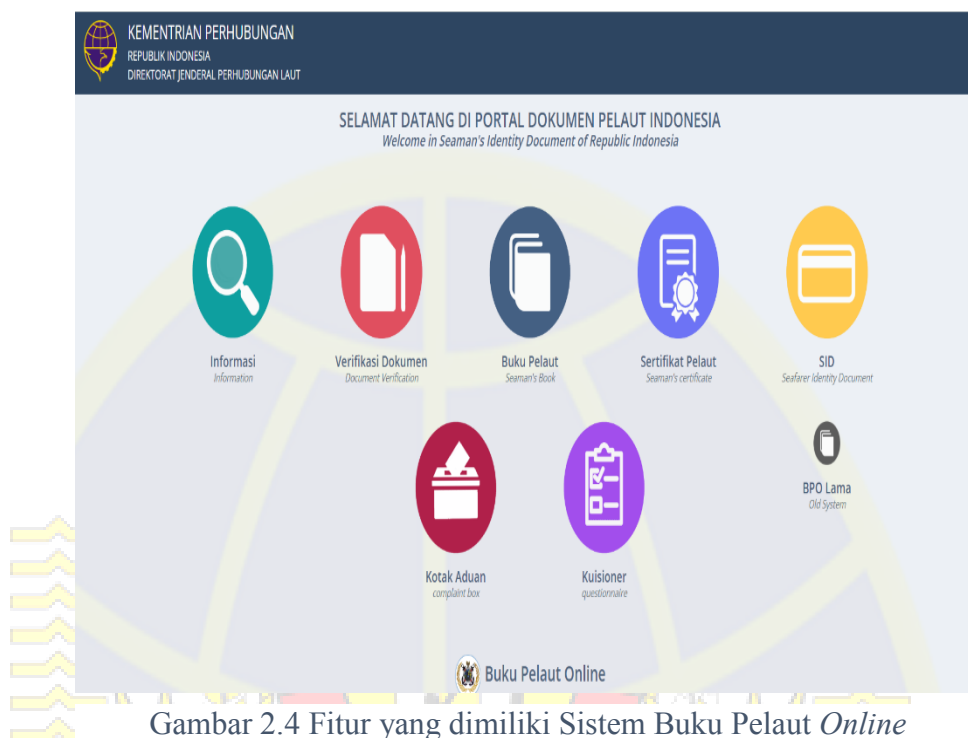 KEMENTRIAN PERHUBUNGAN
REPUBLIK INDONESIA
DIREKTORAT JENDERAL PERHUBUNGAN LAUT
SELAMAT DATANG DI PORTAL DOKUMEN PELAUT INDONESIA
Welcome in Seaman's Identity Document of Republic Indonesia
Informasi
Information
Verifikasi Dokumen
Document Verification
Buku Pelaut
Seaman's Book
Sertifikat Pelaut
Seaman's certificate
SID
Seafarer Identity Document
Kotak Aduan
complaint box
Kuisioner
questionnaire
BPO Lama
Old System
Buku Pelaut Online
Gambar 2.4 Fitur yang dimiliki Sistem Buku Pelaut Online